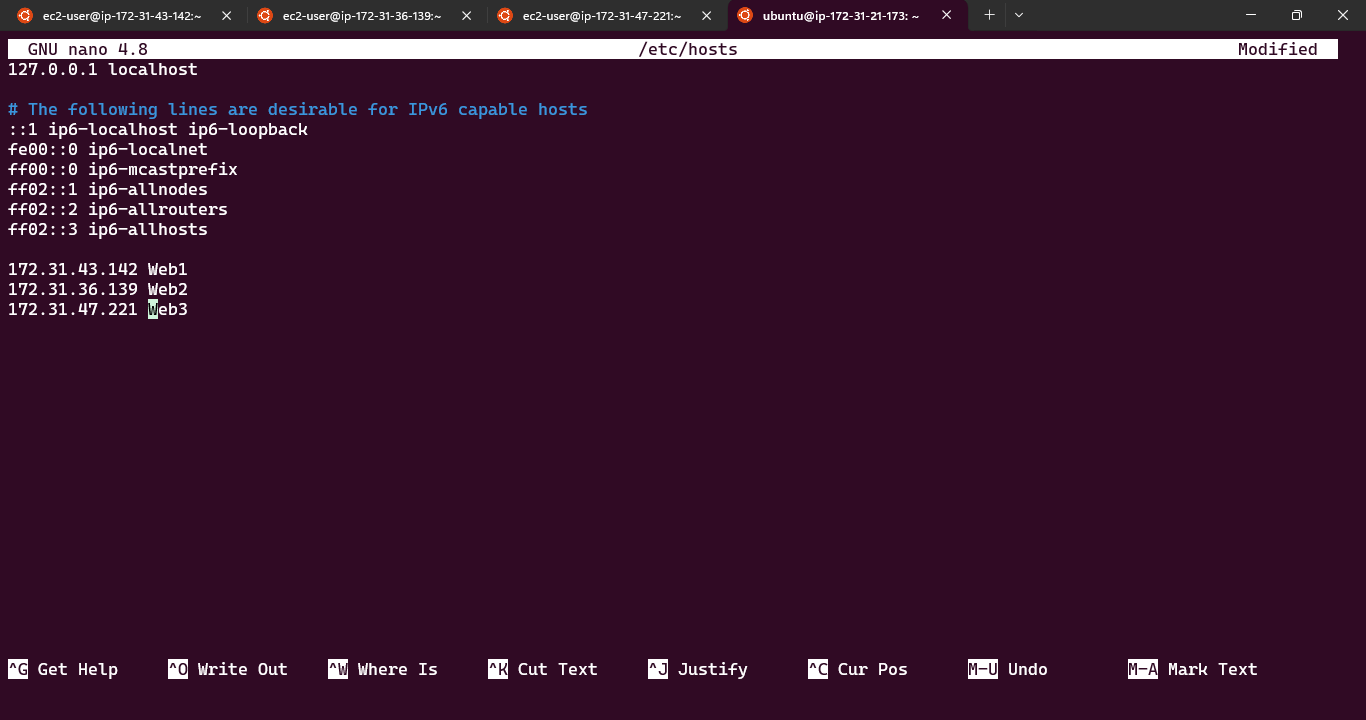 ec2-user@ip-172-31-43-142:~ ec2-user@ip-172-31-36-139:~ ec2-user@ip-172-31-47-221:~ ubuntu@ip-172-31-21-173: ~
GNU nano 4.8 /etc/hosts Modified
127.0.0.1 localhost
# The following lines are desirable for IPv6 capable hosts
::1 ip6-localhost ip6-loopback
fe00::0 ip6-localnet
ff00::0 ip6-mcastprefix
ff02::1 ip6-allnodes
ff02::2 ip6-allrouters
ff02::3 ip6-allhosts
172.31.43.142 Web1
172.31.36.139 Web2
172.31.47.221 Web3
^G Get Help ^O Write Out ^W Where Is ^K Cut Text ^J Justify ^C Cur Pos M-U Undo M-A Mark Text